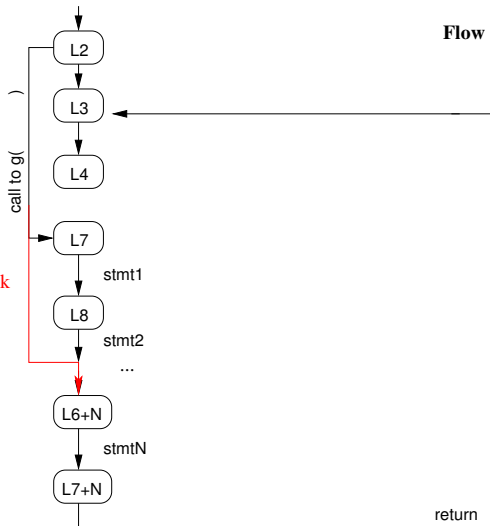 Flow
L2
L3
call to g( )
L4
L7
k
stmt1
L8
stmt2
...
L6+N
stmtN
L7+N
return